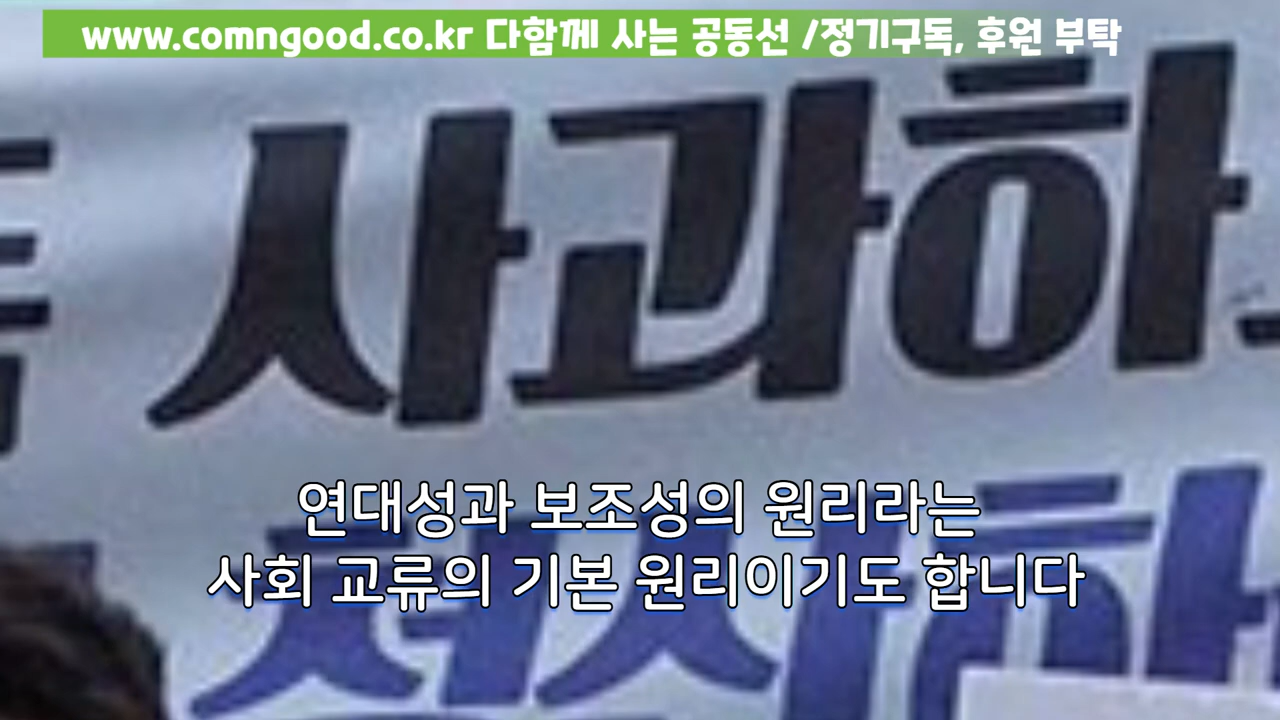 www.comngood.co.kr 다함께 사는 공동선 /정기구독, 후원 부탁
사과하
연대성과 보조성의 원리라는
사회 교류의 기본 원리이기도 합니다